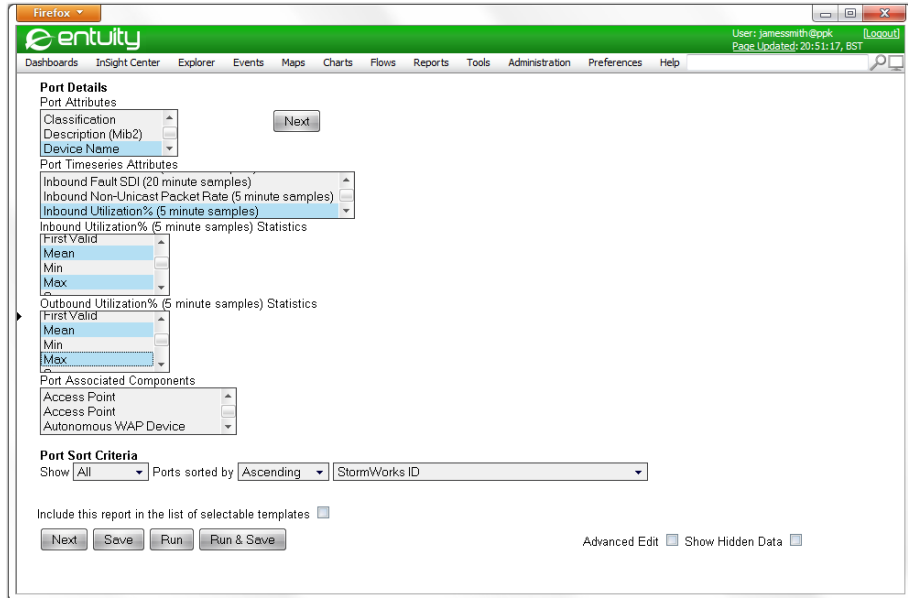 Firefox
entuity
User: jamessmith@ppk [Logout]
Page Updated: 20:51:17, BST
Dashboards InSight Center Explorer Events Maps Charts Flows Reports Tools Administration Preferences Help
Port Details
Port Attributes
Classification
Description (Mib2)
Device Name
Next
Port Timeseries Attributes
Inbound Fault SDI (20 minute samples)
Inbound Non-Unicast Packet Rate (5 minute samples)
Inbound Utilization% (5 minute samples)
Inbound Utilization% (5 minute samples) Statistics
First Valid
Mean
Min
Max
Outbound Utilization% (5 minute samples) Statistics
First Valid
Mean
Min
Max
Port Associated Components
Access Point
Access Point
Autonomous WAP Device
Port Sort Criteria
Show All Ports sorted by Ascending StormWorks ID
Include this report in the list of selectable templates
Next Save Run Run & Save Advanced Edit Show Hidden Data